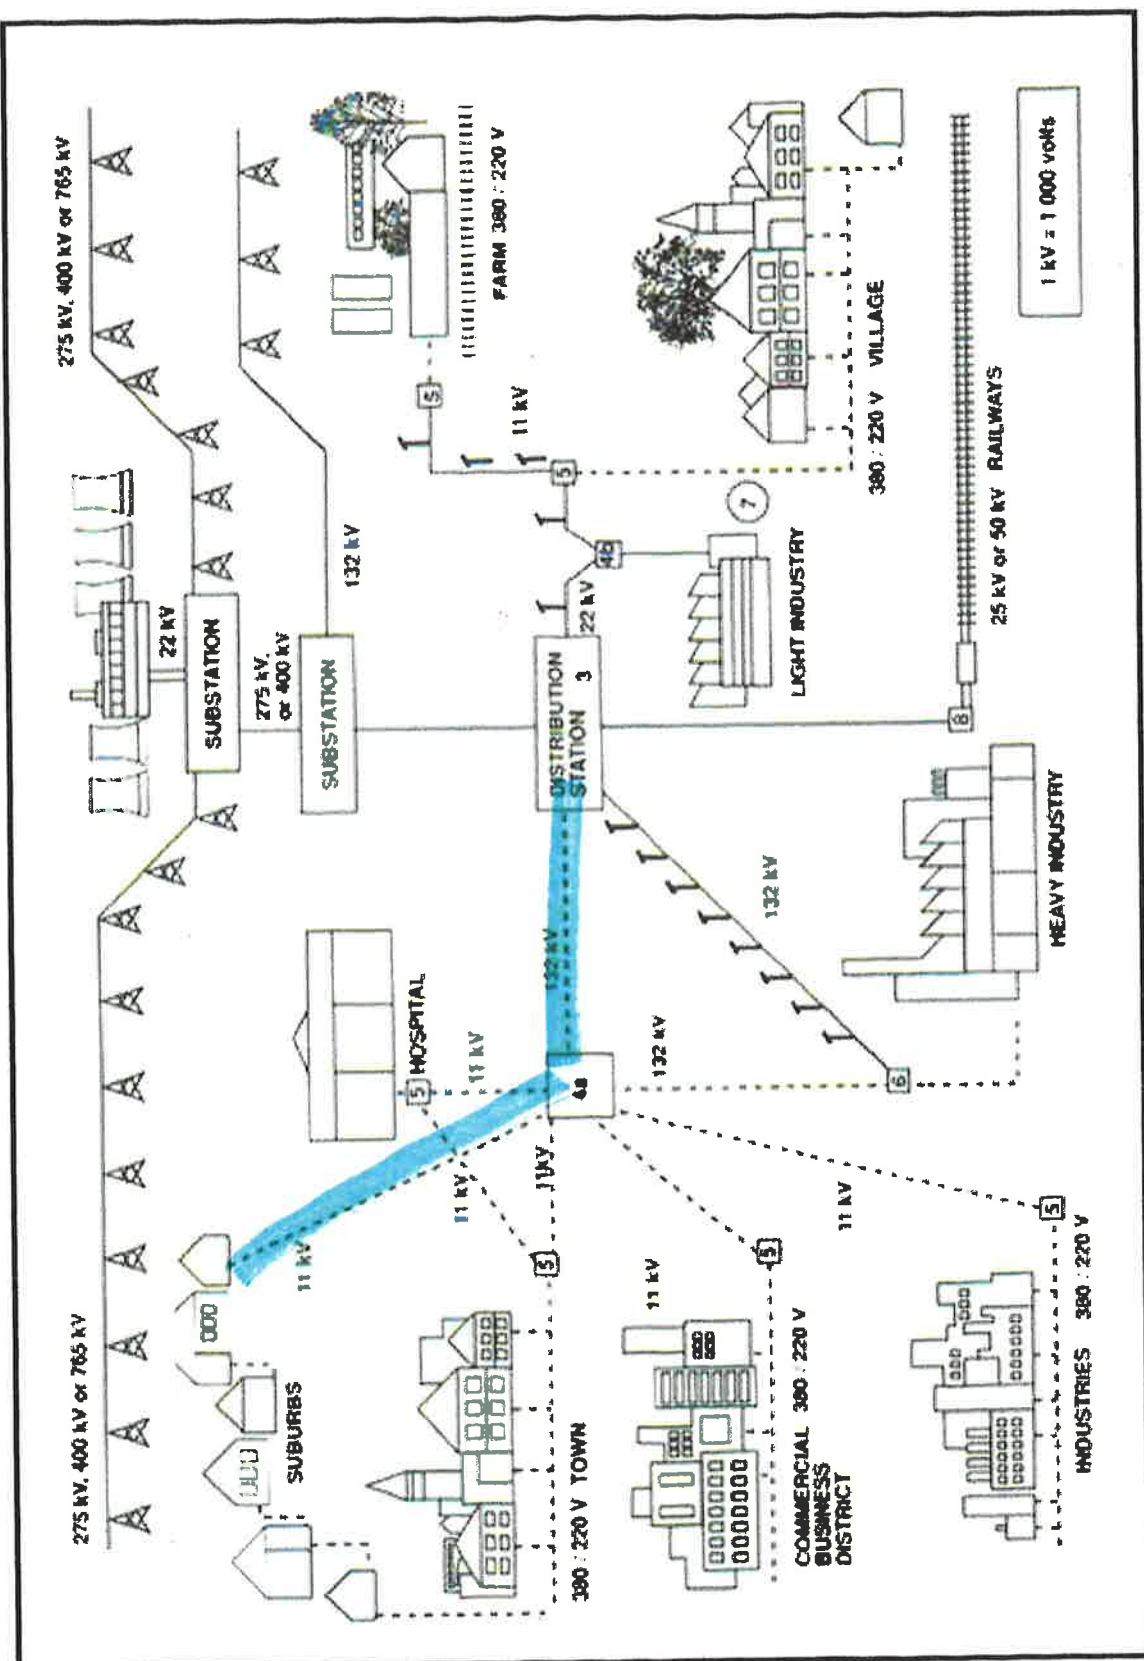 275 kV, 400 kV or 765 kV
275 kV, 400 kV or 765 kV
22 kV
SUBSTATION
275 kV.
or 400 kV
SUBSTATION
132 kV
FARM 380 / 220 V
5
11 kV
5
HOSPITAL
5
11 kV
11 kV
11 kV
SUBURBS
DISTRIBUTION
STATION 3
22 kV
4b
5
132 kV
11kV
5
380 / 220 V TOWN
LIGHT INDUSTRY
7
380 / 220 V VILLAGE
132 kV
132 kV
11 kV
5
COMMERCIAL 380 / 220 V
BUSINESS
DISTRICT
11 kV
6
8
25 kV or 50 kV RAILWAYS
HEAVY INDUSTRY
5
INDUSTRIES 380 / 220 V
1 kV = 1 000 volts